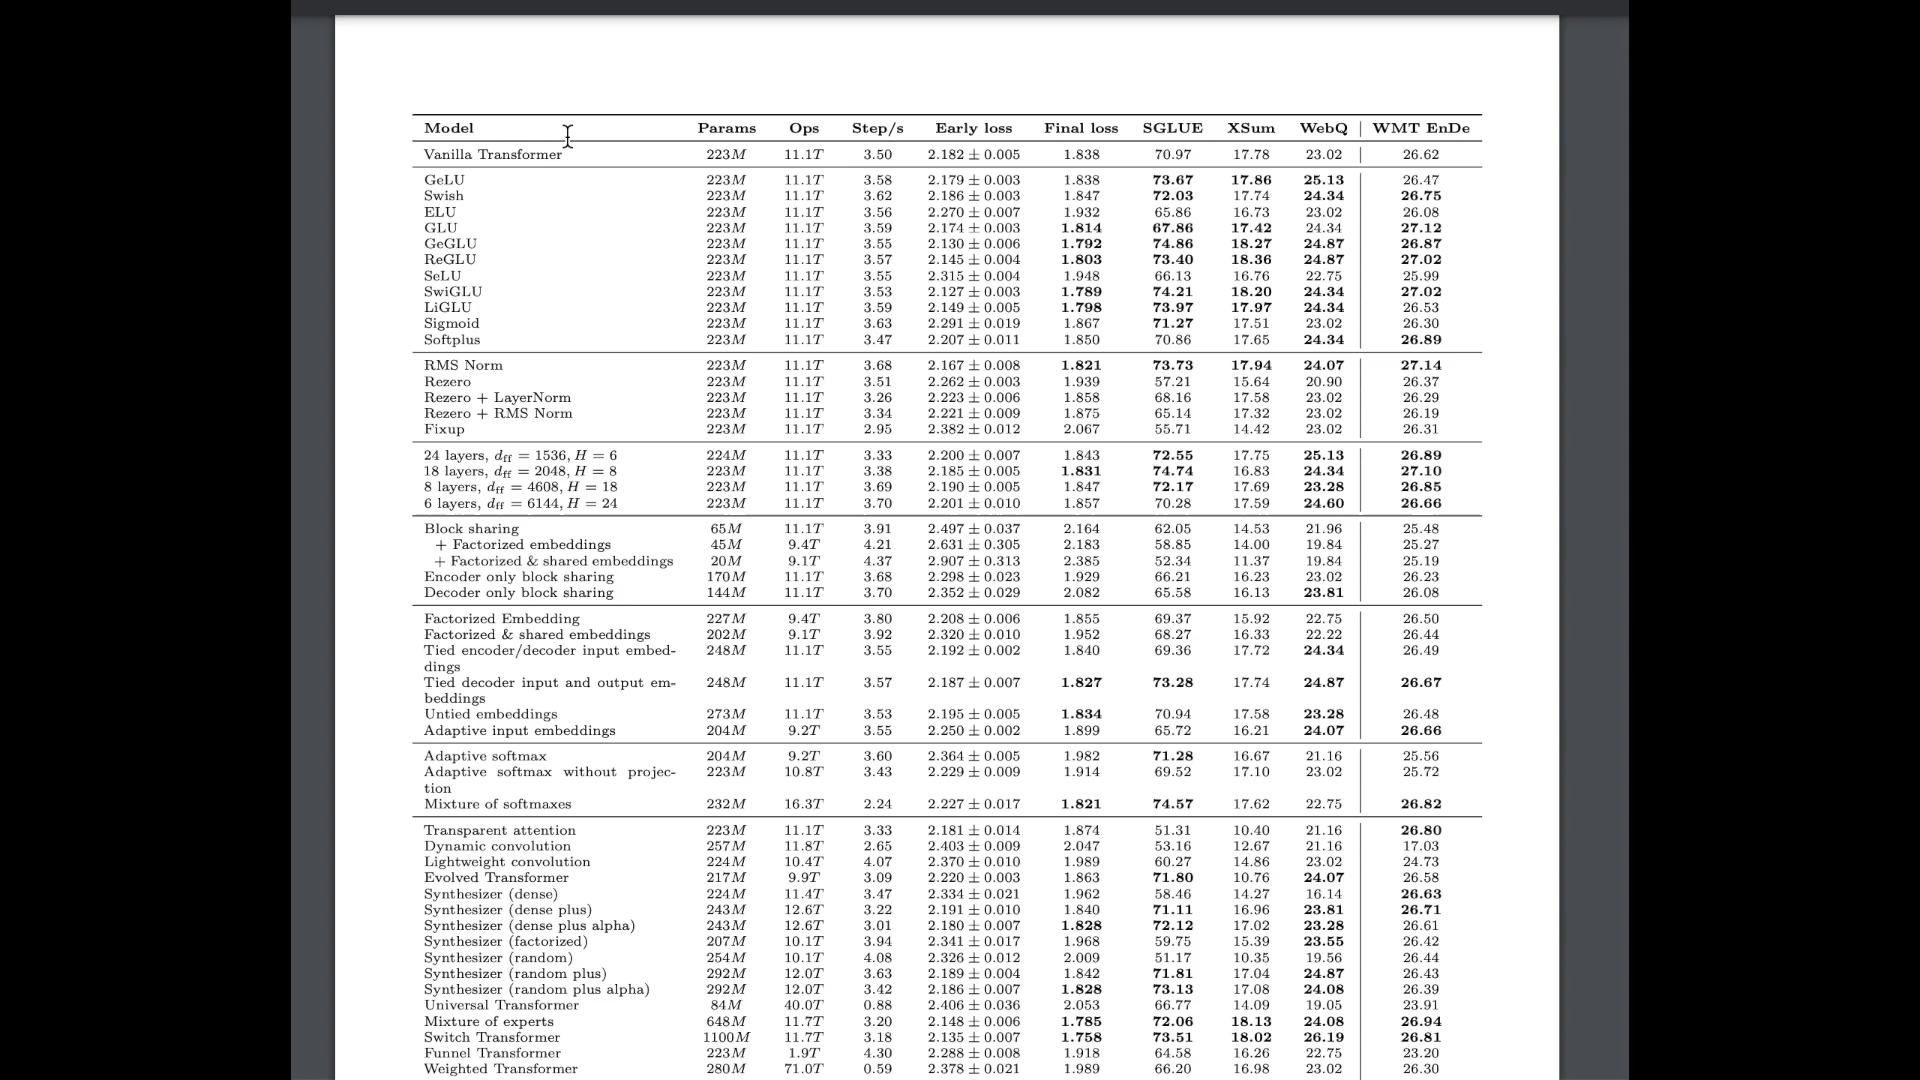 Model Params Ops Step/s Early loss Final loss SGLUE XSum WebQ WMT EnDe
Vanilla Transformer 223M 11.1T 3.50 2.182 ± 0.005 1.838 70.97 17.78 23.02 26.62
GeLU 223M 11.1T 3.58 2.179 ± 0.003 1.838 73.67 17.86 25.13 26.47
Swish 223M 11.1T 3.62 2.186 ± 0.003 1.847 72.03 17.74 24.34 26.75
ELU 223M 11.1T 3.56 2.270 ± 0.007 1.932 65.86 16.73 23.02 26.08
GLU 223M 11.1T 3.59 2.174 ± 0.003 1.814 67.86 17.42 24.34 27.12
GeGLU 223M 11.1T 3.55 2.130 ± 0.006 1.792 74.86 18.27 24.87 26.87
ReGLU 223M 11.1T 3.57 2.145 ± 0.004 1.803 73.40 18.36 24.87 27.02
SeLU 223M 11.1T 3.55 2.315 ± 0.004 1.948 66.13 16.76 22.75 25.99
SwiGLU 223M 11.1T 3.53 2.127 ± 0.003 1.789 74.21 18.20 24.34 27.02
LiGLU 223M 11.1T 3.59 2.149 ± 0.005 1.798 73.97 17.97 24.34 26.53
Sigmoid 223M 11.1T 3.63 2.291 ± 0.019 1.867 71.27 17.51 23.02 26.30
Softplus 223M 11.1T 3.47 2.207 ± 0.011 1.850 70.86 17.65 24.34 26.89
RMS Norm 223M 11.1T 3.68 2.167 ± 0.008 1.821 73.73 17.94 24.07 27.14
Rezero 223M 11.1T 3.51 2.262 ± 0.003 1.939 57.21 15.64 20.90 26.37
Rezero + LayerNorm 223M 11.1T 3.26 2.223 ± 0.006 1.858 68.16 17.58 23.02 26.29
Rezero + RMS Norm 223M 11.1T 3.34 2.221 ± 0.009 1.875 65.14 17.32 23.02 26.19
Fixup 223M 11.1T 2.95 2.382 ± 0.012 2.067 55.71 14.42 23.02 26.31
24 layers, dff = 1536, H = 6 224M 11.1T 3.33 2.200 ± 0.007 1.843 72.55 17.75 25.13 26.89
18 layers, dff = 2048, H = 8 223M 11.1T 3.38 2.185 ± 0.005 1.831 74.74 16.83 24.34 27.10
8 layers, dff = 4608, H = 18 223M 11.1T 3.69 2.190 ± 0.005 1.847 72.17 17.69 23.28 26.85
6 layers, dff = 6144, H = 24 223M 11.1T 3.70 2.201 ± 0.010 1.857 70.28 17.59 24.60 26.66
Block sharing 65M 11.1T 3.91 2.497 ± 0.037 2.164 62.05 14.53 21.96 25.48
+ Factorized embeddings 45M 9.4T 4.21 2.631 ± 0.305 2.183 58.85 14.00 19.84 25.27
+ Factorized & shared embeddings 20M 9.1T 4.37 2.907 ± 0.313 2.385 52.34 11.37 19.84 25.19
Encoder only block sharing 170M 11.1T 3.68 2.298 ± 0.023 1.929 66.21 16.23 23.02 26.23
Decoder only block sharing 144M 11.1T 3.70 2.352 ± 0.029 2.082 65.58 16.13 23.81 26.08
Factorized Embedding 227M 9.4T 3.80 2.208 ± 0.006 1.855 69.37 15.92 22.75 26.50
Factorized & shared embeddings 202M 9.1T 3.92 2.320 ± 0.010 1.952 68.27 16.33 22.22 26.44
Tied encoder/decoder input embed- 248M 11.1T 3.55 2.192 ± 0.002 1.840 69.36 17.72 24.34 26.49
dings
Tied decoder input and output em- 248M 11.1T 3.57 2.187 ± 0.007 1.827 73.28 17.74 24.87 26.67
beddings
Untied embeddings 273M 11.1T 3.53 2.195 ± 0.005 1.834 70.94 17.58 23.28 26.48
Adaptive input embeddings 204M 9.2T 3.55 2.250 ± 0.002 1.899 65.72 16.21 24.07 26.66
Adaptive softmax 204M 9.2T 3.60 2.364 ± 0.005 1.982 71.28 16.67 21.16 25.56
Adaptive softmax without projec- 223M 10.8T 3.43 2.229 ± 0.009 1.914 69.52 17.10 23.02 25.72
tion
Mixture of softmaxes 232M 16.3T 2.24 2.227 ± 0.017 1.821 74.57 17.62 22.75 26.82
Transparent attention 223M 11.1T 3.33 2.181 ± 0.014 1.874 51.31 10.40 21.16 26.80
Dynamic convolution 257M 11.8T 2.65 2.403 ± 0.009 2.047 53.16 12.67 21.16 17.03
Lightweight convolution 224M 10.4T 4.07 2.370 ± 0.010 1.989 60.27 14.86 23.02 24.73
Evolved Transformer 217M 9.9T 3.09 2.220 ± 0.003 1.863 71.80 10.76 24.07 26.58
Synthesizer (dense) 224M 11.4T 3.47 2.334 ± 0.021 1.962 58.46 14.27 16.14 26.63
Synthesizer (dense plus) 243M 12.6T 3.22 2.191 ± 0.010 1.840 71.11 16.96 23.81 26.71
Synthesizer (dense plus alpha) 243M 12.6T 3.01 2.180 ± 0.007 1.828 72.12 17.02 23.28 26.61
Synthesizer (factorized) 207M 10.1T 3.94 2.341 ± 0.017 1.968 59.75 15.39 23.55 26.42
Synthesizer (random) 254M 10.1T 4.08 2.326 ± 0.012 2.009 51.17 10.35 19.56 26.44
Synthesizer (random plus) 292M 12.0T 3.63 2.189 ± 0.004 1.842 71.81 17.04 24.87 26.43
Synthesizer (random plus alpha) 292M 12.0T 3.42 2.186 ± 0.007 1.828 73.13 17.08 24.08 26.39
Universal Transformer 84M 40.0T 0.88 2.406 ± 0.036 2.053 66.77 14.09 19.05 23.91
Mixture of experts 648M 11.7T 3.20 2.148 ± 0.006 1.785 72.06 18.13 24.08 26.94
Switch Transformer 1100M 11.7T 3.18 2.135 ± 0.007 1.758 73.51 18.02 26.19 26.81
Funnel Transformer 223M 1.9T 4.30 2.288 ± 0.008 1.918 64.58 16.26 22.75 23.20
Weighted Transformer 280M 71.0T 0.59 2.378 ± 0.021 1.989 66.20 16.98 23.02 26.30